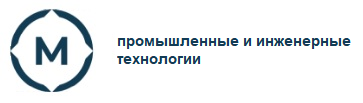 М
промышленные и инженерные
технологии